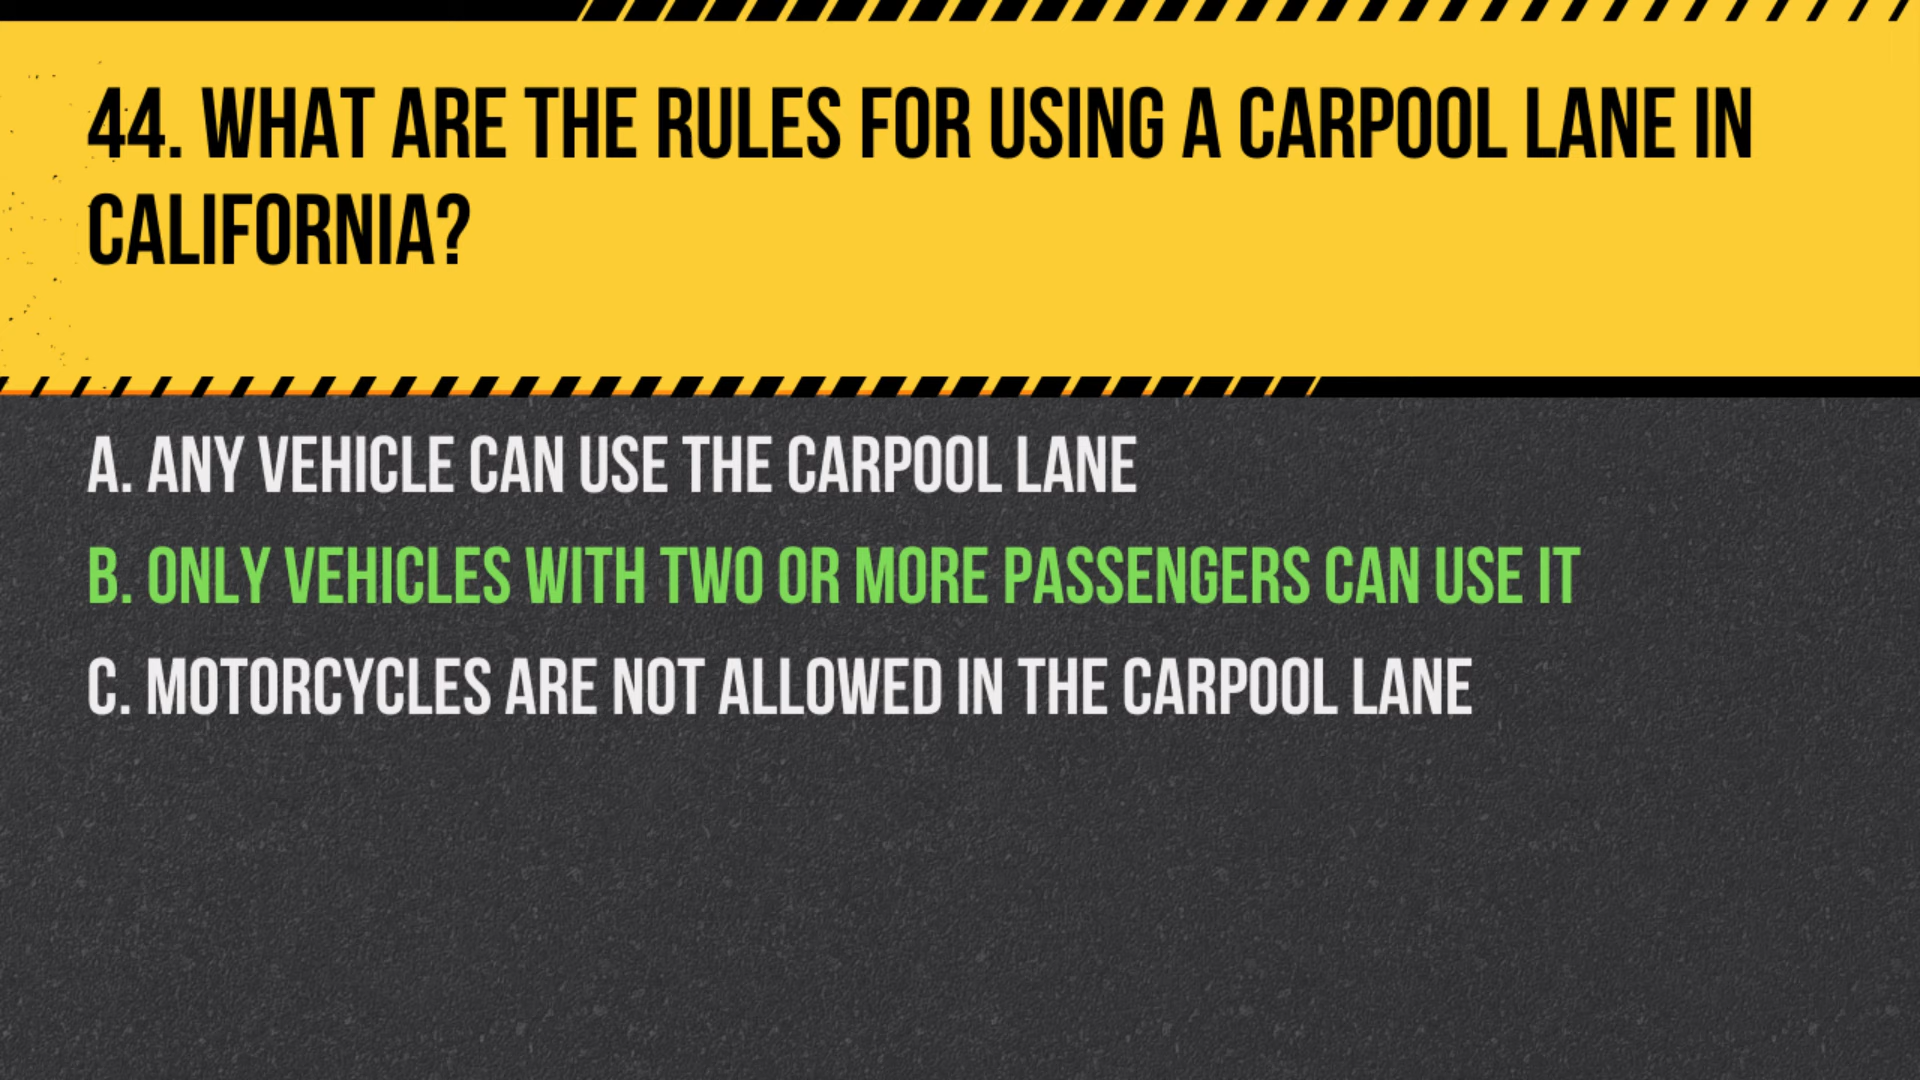 44. WHAT ARE THE RULES FOR USING A CARPOOL LANE IN
CALIFORNIA?
A. ANY VEHICLE CAN USE THE CARPOOL LANE
B. ONLY VEHICLES WITH TWO OR MORE PASSENGERS CAN USE IT
C. MOTORCYCLES ARE NOT ALLOWED IN THE CARPOOL LANE